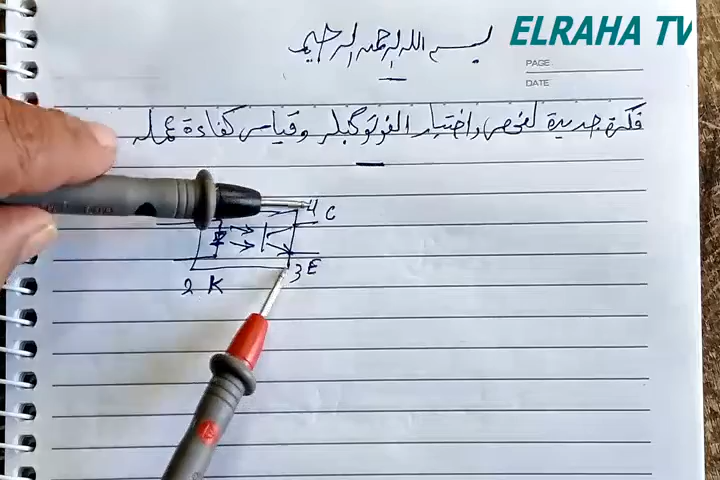 ELRAHA TV
بسم الله الرحمن الرحيم
PAGE
DATE
فكرة جديدة لفحص واختبار الفوتوكبلر وقياس كفاءة عمله
4 C
3 E
2 K